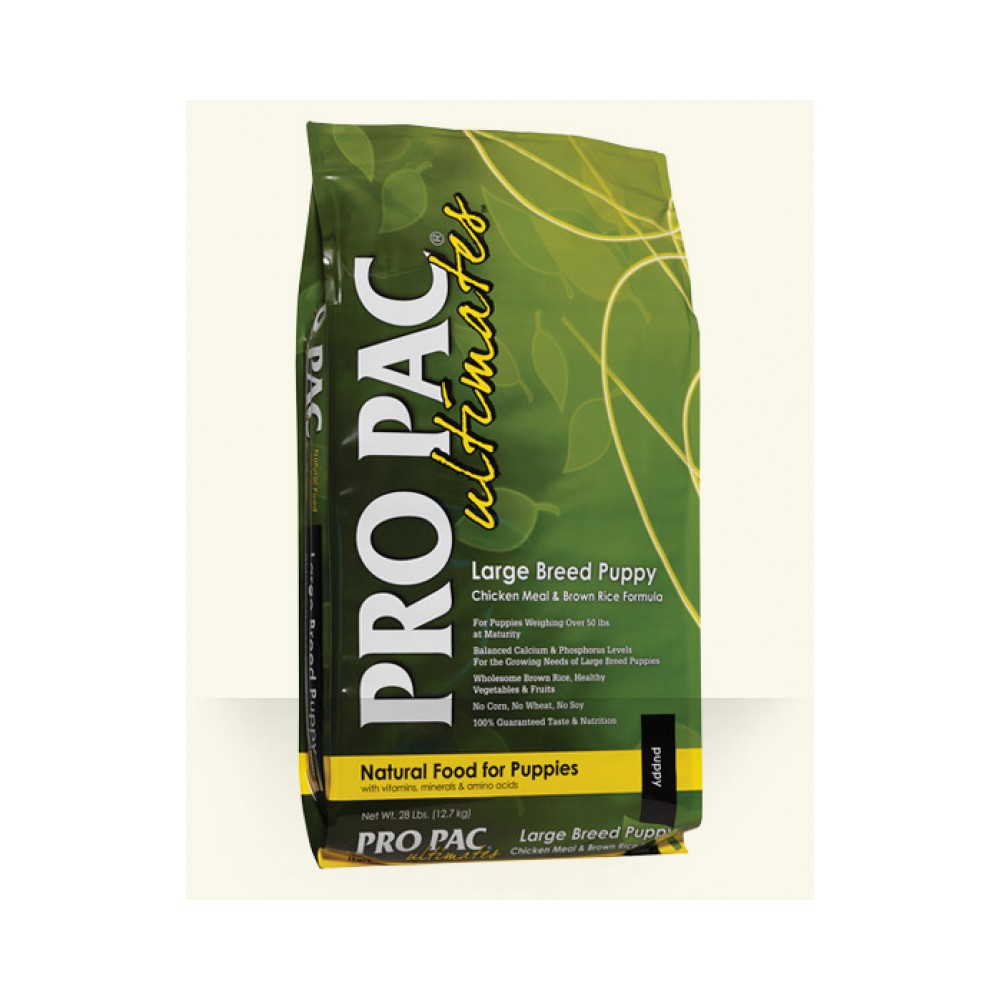 PRO PAC®
ultimates™
Large Breed Puppy
Chicken Meal & Brown Rice Formula
For Puppies Weighing Over 50 lbs.
at Maturity
Balanced Calcium & Phosphorus Levels
For the Growing Needs of Large Breed Puppies
Wholesome Brown Rice, Healthy
Vegetables & Fruits
No Corn, No Wheat, No Soy
100% Guaranteed Taste & Nutrition
puppy
Natural Food for Puppies
with vitamins, minerals & amino acids
Net Wt. 28 Lbs. (12.7 kg)
PRO PAC
ultimates
Large Breed Puppy
Chicken Meal & Brown Rice
PAC
Natural Food
Large Breed Puppy